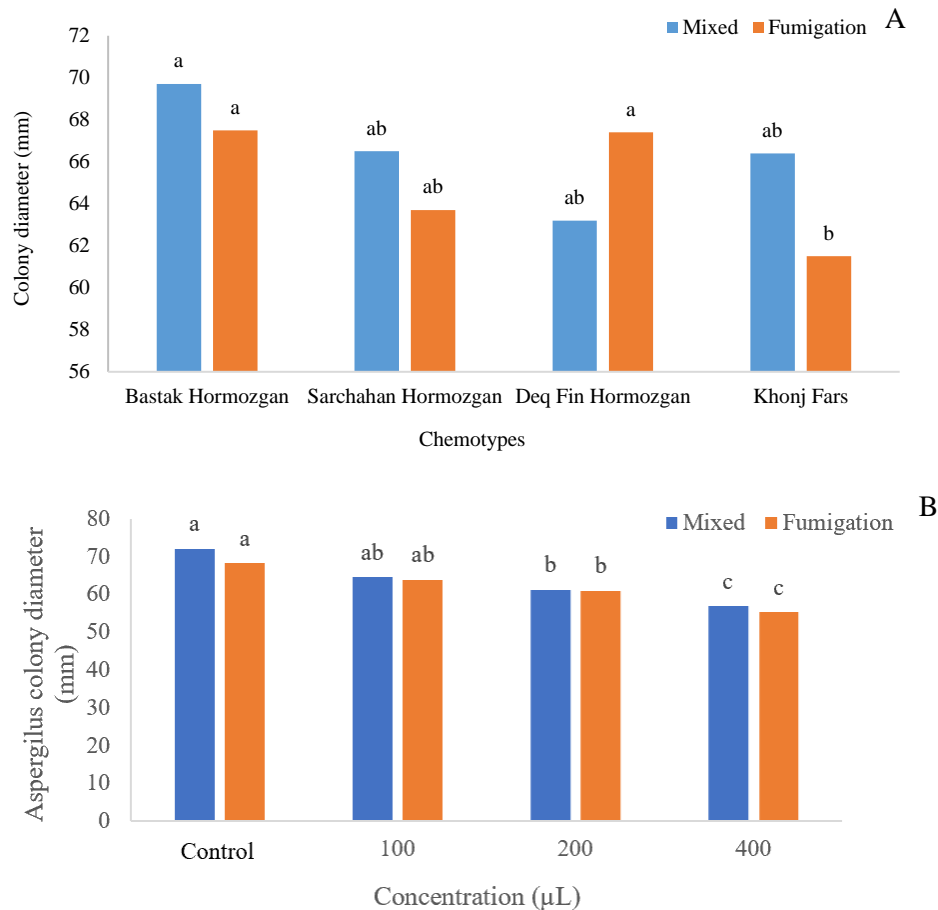 A
Mixed Fumigation
Colony diameter (mm)
72
70
68
66
64
62
60
58
56
a a ab ab ab a ab b
Bastak Hormozgan Sarchahan Hormozgan Deq Fin Hormozgan Khonj Fars
Chemotypes
B
Mixed Fumigation
Aspergilus colony diameter
(mm)
80
70
60
50
40
30
20
10
0
a a ab ab b b c c
Control 100 200 400
Concentration (µL)